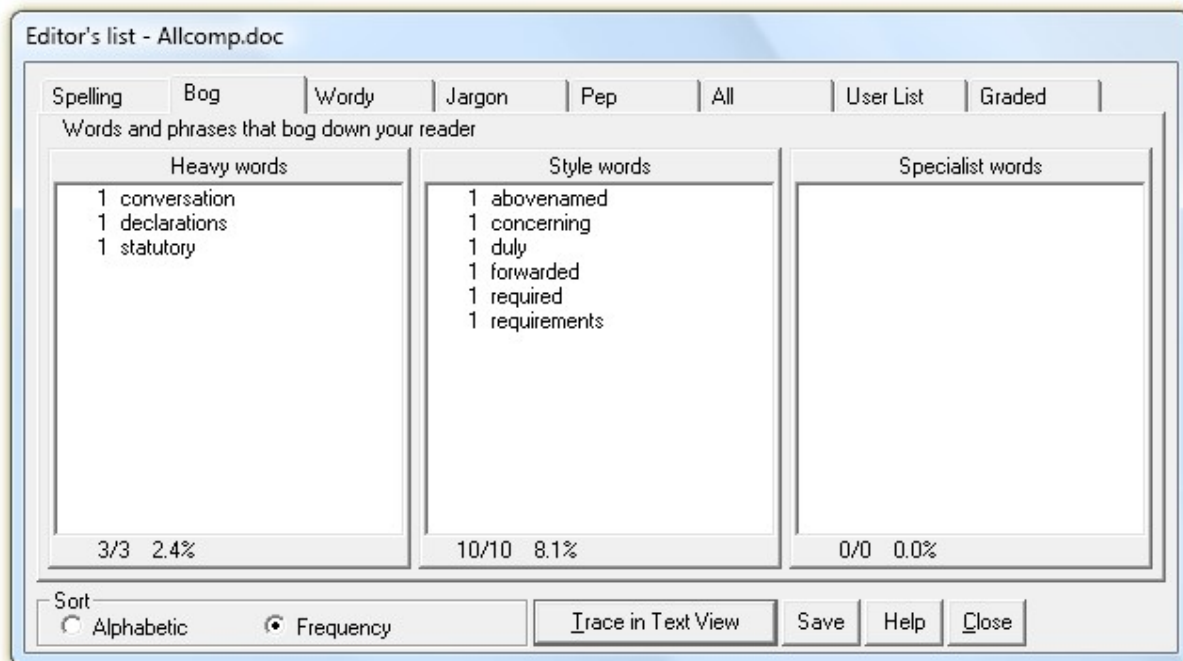 Editor's list - Allcomp.doc
Spelling Bog Wordy Jargon Pep All User List Graded
Words and phrases that bog down your reader
Heavy words
1 conversation
1 declarations
1 statutory
3/3 2.4%
Style words
1 abovenamed
1 concerning
1 duly
1 forwarded
1 required
1 requirements
10/10 8.1%
Specialist words
0/0 0.0%
Sort
Alphabetic Frequency
Trace in Text View Save Help Close